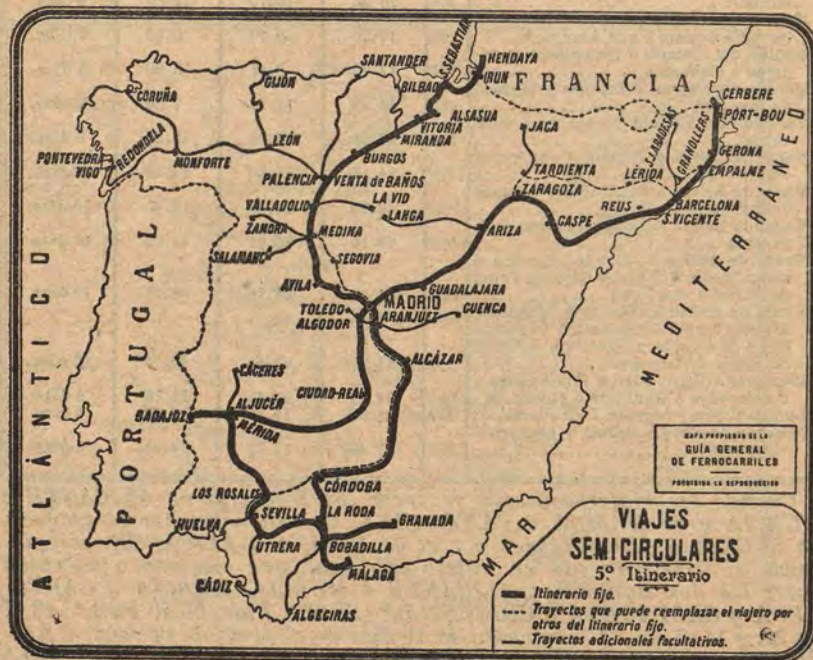 SANTANDER
S.SEBASTIAN
HENDAYA
IRUN
BILBAO
GIJÓN
FRANCIA
CERBERE
PORT-BOU
CORUÑA
ALSASUA
VITORIA
MIRANDA
JACA
S.J.ABADESAS
GRANOLLERS
LEÓN
REDONDELA
PONTEVEDRA
VIGO
MONFORTE
BURGOS
GERONA
EMPALME
PALENCIA
VENTA de BAÑOS
TARDIENTA
LÉRIDA
ZARAGOZA
VALLADOLID
LA VID
LANGA
ZAMORA
MEDINA
ARIZA
CASPE
REUS
BARCELONA
S.VICENTE
SALAMANCA
SEGOVIA
ÁVILA
GUADALAJARA
MADRID
TOLEDO
ARANJUEZ
CUENCA
ALGODOR
ALCÁZAR
CÁCERES
CIUDAD-REAL
BADAJOZ
ALJUCÉR
MÉRIDA
PORTUGAL
ATLÁNTICO
MAR MEDITERRÁNEO
LOS ROSALES
CÓRDOBA
SEVILLA
LA RODA
GRANADA
HUELVA
UTRERA
BOBADILLA
CÁDIZ
MÁLAGA
ALGECIRAS
MAPA PROPIEDAD DE LA
GUÍA GENERAL
DE FERROCARRILES
PROHIBIDA LA REPRODUCCIÓN
VIAJES
SEMICIRCULARES
5º Itinerario
Itinerario fijo.
Trayectos que puede reemplazar el viajero por
otros del Itinerario fijo.
Trayectos adicionales facultativos.